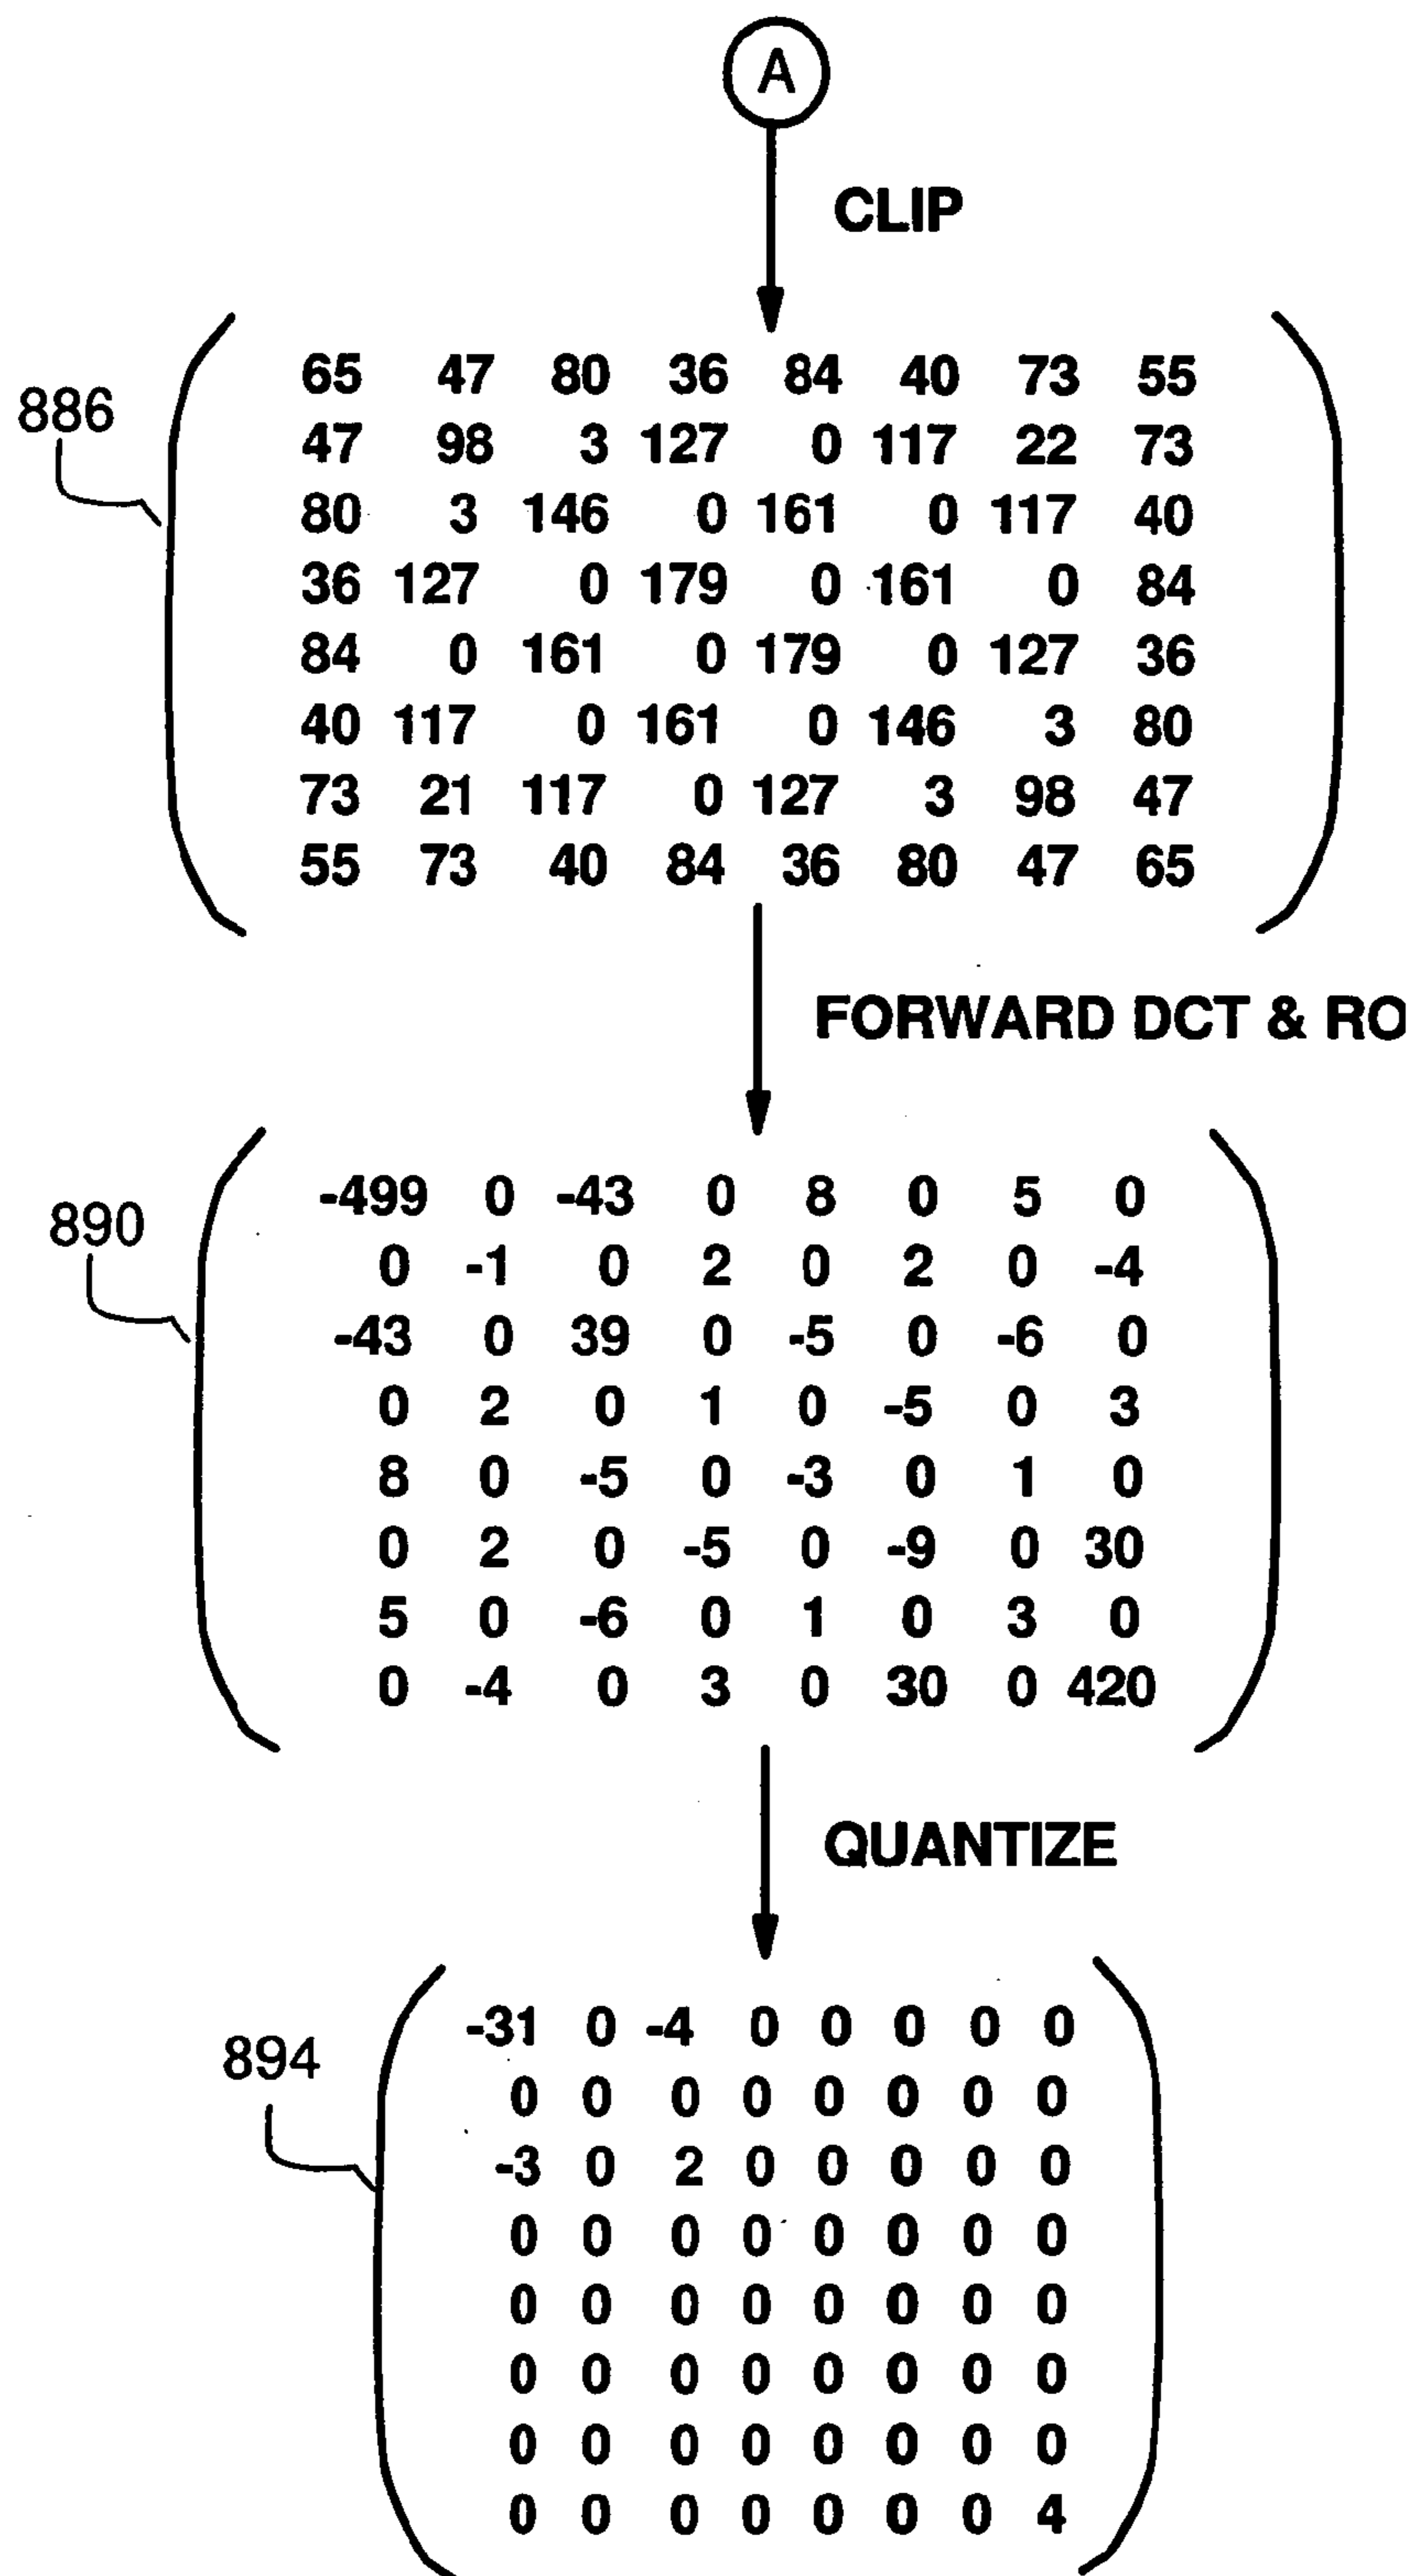 A
CLIP
886
65 47 80 36 84 40 73 55
47 98 3 127 0 117 22 73
80 3 146 0 161 0 117 40
36 127 0 179 0 161 0 84
84 0 161 0 179 0 127 36
40 117 0 161 0 146 3 80
73 21 117 0 127 3 98 47
55 73 40 84 36 80 47 65
FORWARD DCT & RO
890
-499 0 -43 0 8 0 5 0
0 -1 0 2 0 2 0 -4
-43 0 39 0 -5 0 -6 0
0 2 0 1 0 -5 0 3
8 0 -5 0 -3 0 1 0
0 2 0 -5 0 -9 0 30
5 0 -6 0 1 0 3 0
0 -4 0 3 0 30 0 420
QUANTIZE
894
-31 0 -4 0 0 0 0 0
0 0 0 0 0 0 0 0
-3 0 2 0 0 0 0 0
0 0 0 0 0 0 0 0
0 0 0 0 0 0 0 0
0 0 0 0 0 0 0 0
0 0 0 0 0 0 0 0
0 0 0 0 0 0 0 4